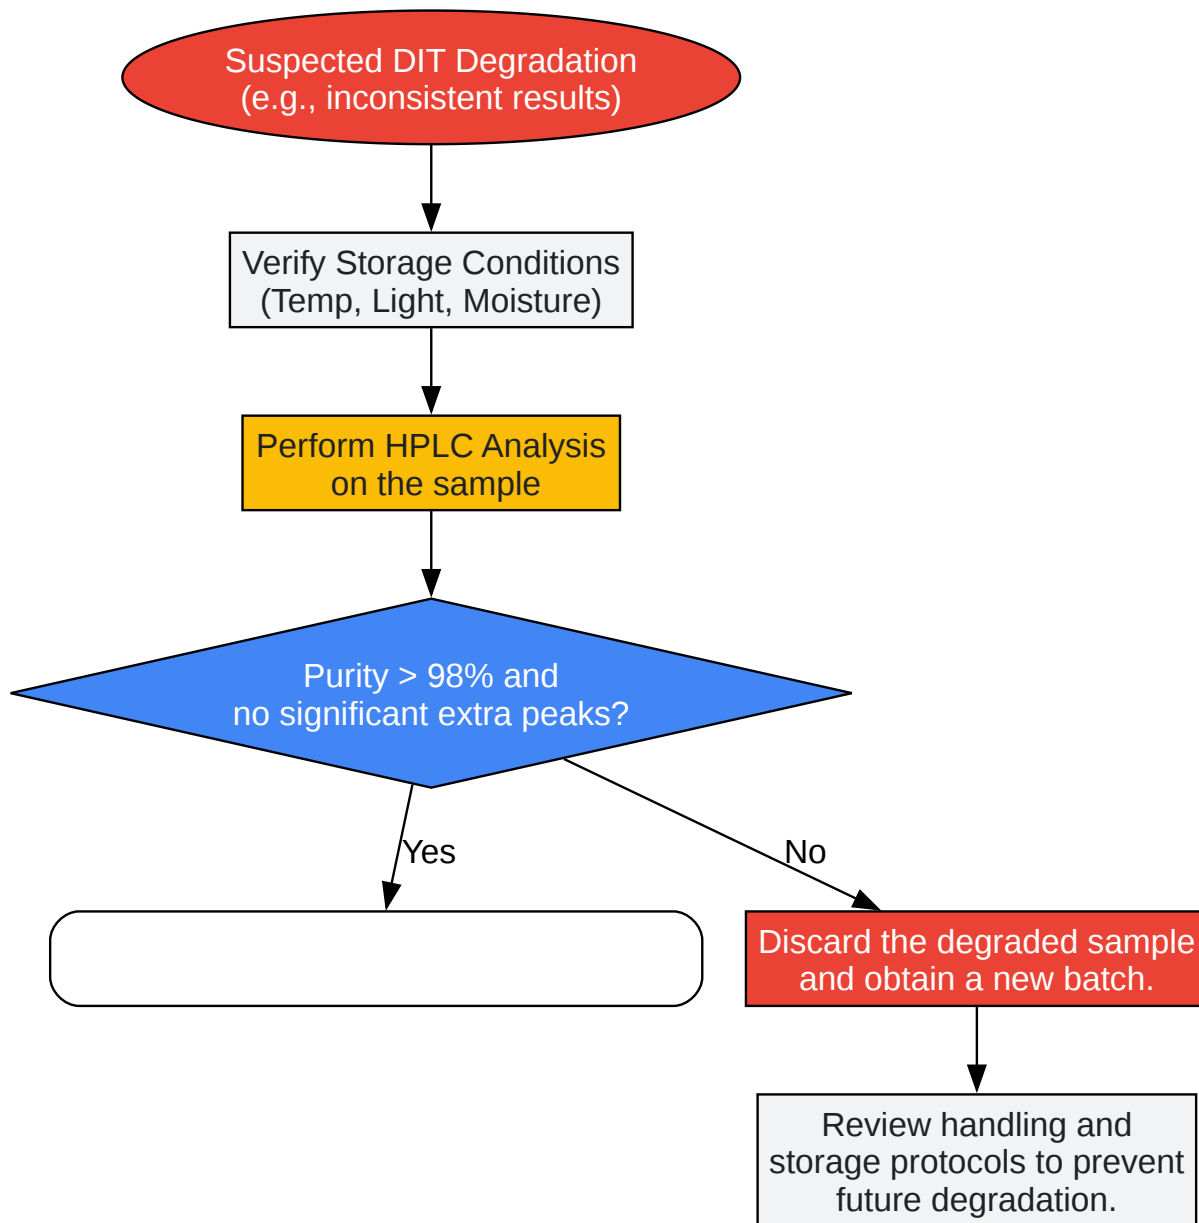 Suspected DIT Degradation
(e.g., inconsistent results)
Verify Storage Conditions
(Temp, Light, Moisture)
Perform HPLC Analysis
on the sample
Purity > 98% and
no significant extra peaks?
Yes
No
Discard the degraded sample
and obtain a new batch.
Review handling and
storage protocols to prevent
future degradation.